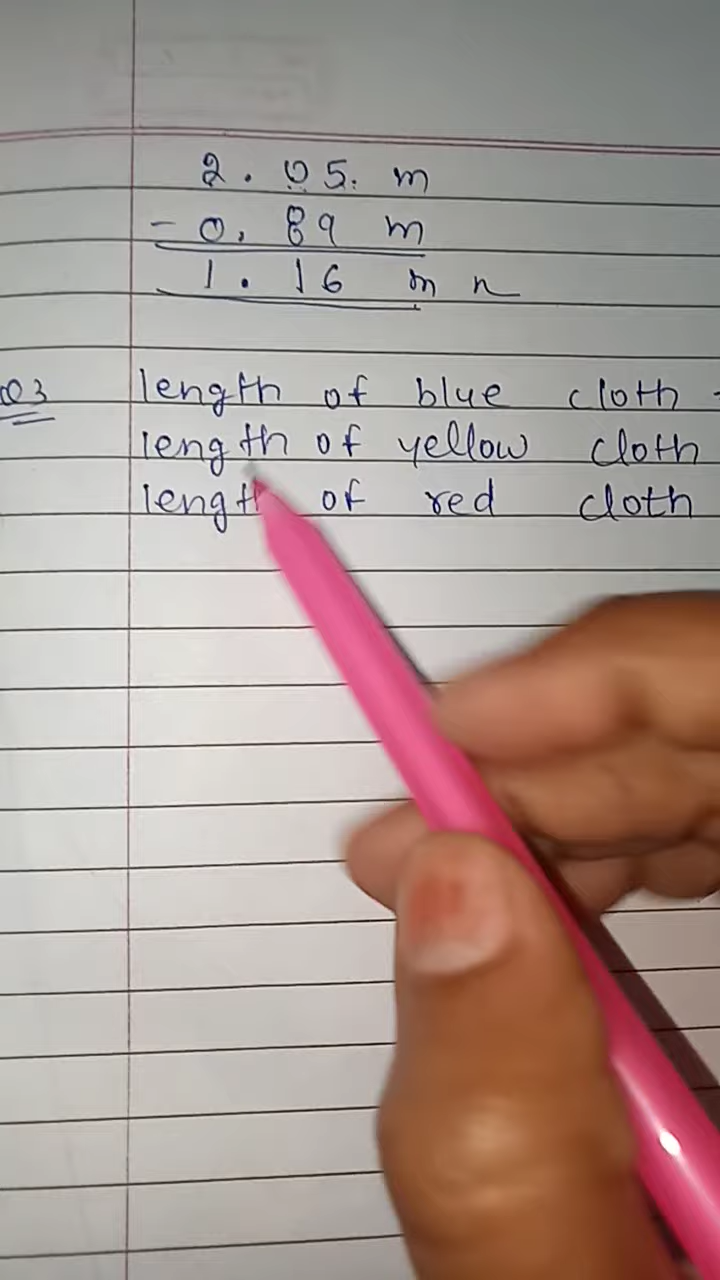 2.05. m
- 0.89 m
1.16 m
Q3 length of blue cloth =
length of yellow cloth
length of red cloth